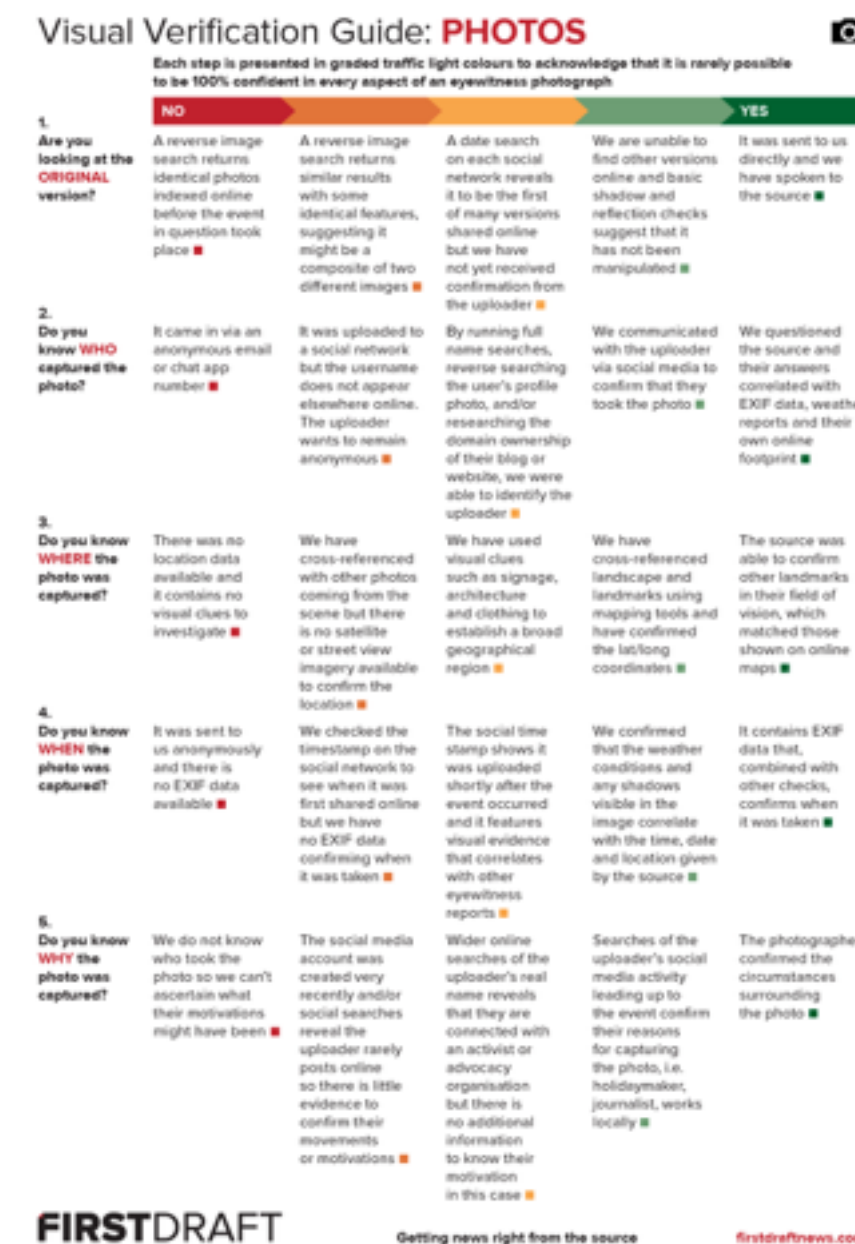 Visual Verification Guide: PHOTOS
Each step is presented in graded traffic light colours to acknowledge that it is rarely possible
to be 100% confident in every aspect of an eyewitness photograph
NO
YES
1.
Are you
looking at the
ORIGINAL
version?
A reverse image
search returns
identical photos
indexed online
before the event
in question took
place
A reverse image
search returns
similar results
with some
identical features,
suggesting it
might be a
composite of two
different images
A date search
on each social
network reveals
it to be the first
of many versions
shared online
but we have
not yet received
confirmation from
the uploader
We are unable to
find other versions
online and basic
shadow and
reflection checks
suggest that it
has not been
manipulated
It was sent to us
directly and we
have spoken to
the source
2.
Do you
know WHO
captured the
photo?
It came in via an
anonymous email
or chat app
number
It was uploaded to
a social network
but the username
does not appear
elsewhere online.
The uploader
wants to remain
anonymous
By running full
name searches,
reverse searching
the user's profile
photo, and/or
researching the
domain ownership
of their blog or
website, we were
able to identify the
uploader
We communicated
with the uploader
via social media to
confirm that they
took the photo
We questioned
the source and
their answers
correlated with
EXIF data, weathe
reports and their
own online
footprint
3.
Do you know
WHERE the
photo was
captured?
There was no
location data
available and
it contains no
visual clues to
investigate
We have
cross-referenced
with other photos
coming from the
scene but there
is no satellite
or street view
imagery available
to confirm the
location
We have used
visual clues
such as signage,
architecture
and clothing to
establish a broad
geographical
region
We have
cross-referenced
landscape and
landmarks using
mapping tools and
have confirmed
the lat/long
coordinates
The source was
able to confirm
other landmarks
in their field of
vision, which
matched those
shown on online
maps
4.
Do you know
WHEN the
photo was
captured?
It was sent to
us anonymously
and there is
no EXIF data
available
We checked the
timestamp on the
social network to
see when it was
first shared online
but we have
no EXIF data
confirming when
it was taken
The social time
stamp shows it
was uploaded
shortly after the
event occurred
and it features
visual evidence
that correlates
with other
eyewitness
reports
We confirmed
that the weather
conditions and
any shadows
visible in the
image correlate
with the time, date
and location given
by the source
It contains EXIF
data that,
combined with
other checks,
confirms when
it was taken
5.
Do you know
WHY the
photo was
captured?
We do not know
who took the
photo so we can't
ascertain what
their motivations
might have been
The social media
account was
created very
recently and/or
social searches
reveal the
uploader rarely
posts online
so there is little
evidence to
confirm their
movements
or motivations
Wider online
searches of the
uploader's real
name reveals
that they are
connected with
an activist or
advocacy
organisation
but there is
no additional
information
to know their
motivation
in this case
Searches of the
uploader's social
media activity
leading up to
the event confirm
their reasons
for capturing
the photo, i.e.
holidaymaker,
journalist, works
locally
The photographe
confirmed the
circumstances
surrounding
the photo
FIRSTDRAFT
Getting news right from the source
firstdraftnews.co